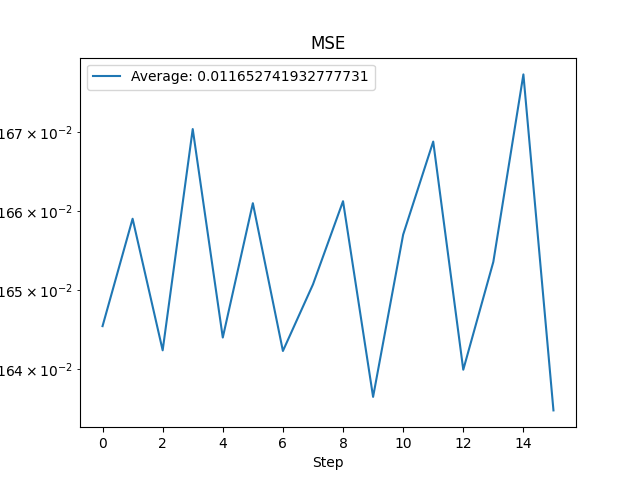 MSE
Average: 0.011652741932777731
167 × 10⁻²
166 × 10⁻²
165 × 10⁻²
164 × 10⁻²
0 2 4 6 8 10 12 14
Step